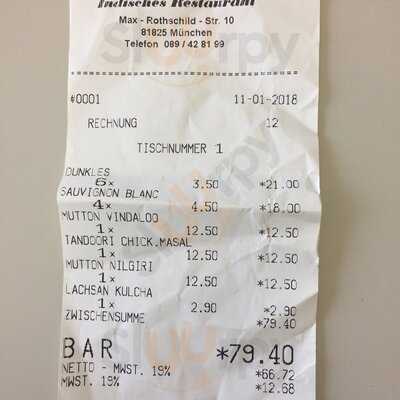 Indisches Restaurant
Max - Rothschild - Str. 10
81825 München
Telefon 089 / 42 81 99
#0001 11-01-2018
RECHNUNG 12
TISCHNUMMER 1
DUNKLES
6x 3.50 *21.00
SAUVIGNON BLANC
4x 4.50 *18.00
MUTTON VINDALOO
1x 12.50 *12.50
TANDOORI CHICK.MASAL
1x 12.50 *12.50
MUTTON NILGIRI
1x 12.50 *12.50
LACHSAN KULCHA
1x 2.90 *2.90
ZWISCHENSUMME *79.40
BAR *79.40
NETTO - MWST. 19% *66.72
MWST. 19% *12.68